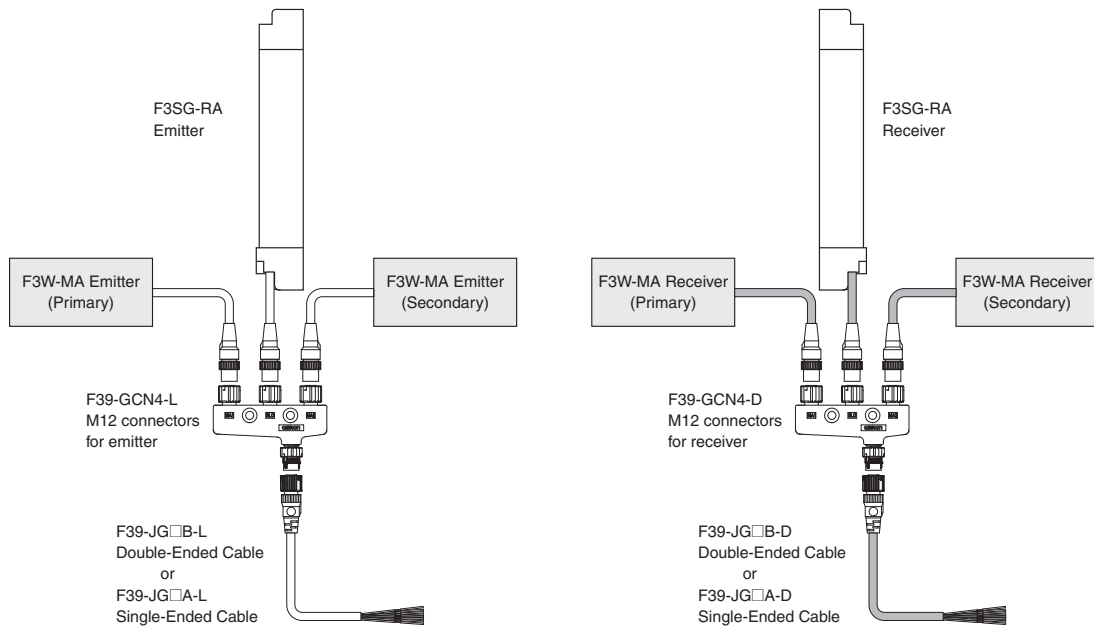 F3SG-RA
Emitter
F3W-MA Emitter
(Primary)
F3W-MA Emitter
(Secondary)
F39-GCN4-L
M12 connectors
for emitter
OMRON
F39-JG□B-L
Double-Ended Cable
or
F39-JG□A-L
Single-Ended Cable
F3SG-RA
Receiver
F3W-MA Receiver
(Primary)
F3W-MA Receiver
(Secondary)
F39-GCN4-D
M12 connectors
for receiver
OMRON
F39-JG□B-D
Double-Ended Cable
or
F39-JG□A-D
Single-Ended Cable